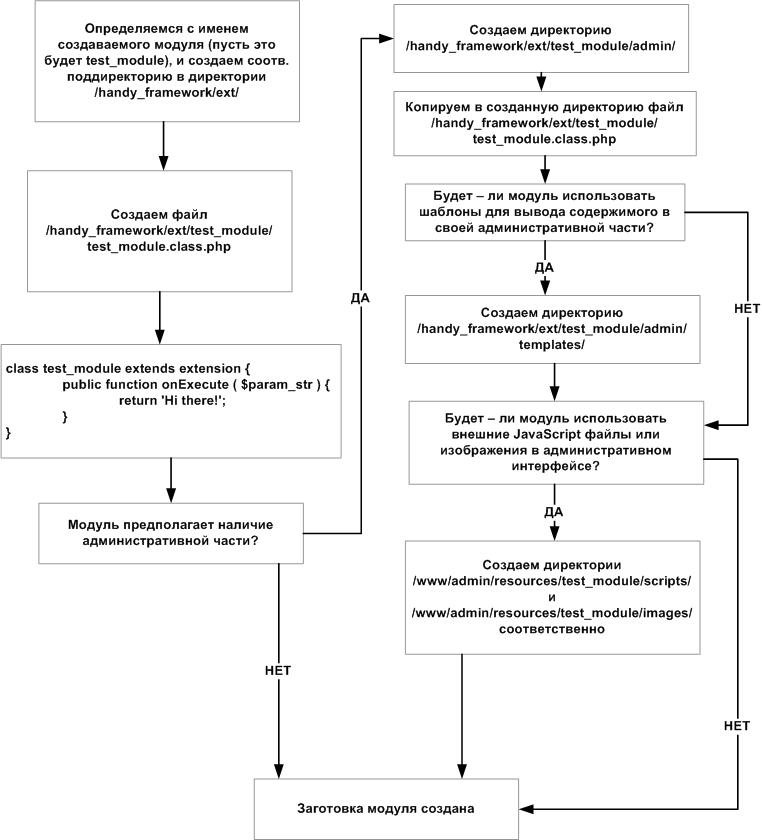 Определяемся с именем
создаваемого модуля (пусть это
будет test_module), и создаем соотв.
поддиректорию в директории
/handy_framework/ext/
Создаем файл
/handy_framework/ext/test_module/
test_module.class.php
class test_module extends extension {
public function onExecute ( $param_str ) {
return 'Hi there!';
}
}
Модуль предполагает наличие
административной части?
ДА
НЕТ
Создаем директорию
/handy_framework/ext/test_module/admin/
Копируем в созданную директорию файл
/handy_framework/ext/test_module/
test_module.class.php
Будет – ли модуль использовать
шаблоны для вывода содержимого в
своей административной части?
ДА
НЕТ
Создаем директорию
/handy_framework/ext/test_module/admin/
templates/
Будет – ли модуль использовать
внешние JavaScript файлы или
изображения в административном
интерфейсе?
ДА
НЕТ
Создаем директории
/www/admin/resources/test_module/scripts/
и
/www/admin/resources/test_module/images/
соответственно
Заготовка модуля создана